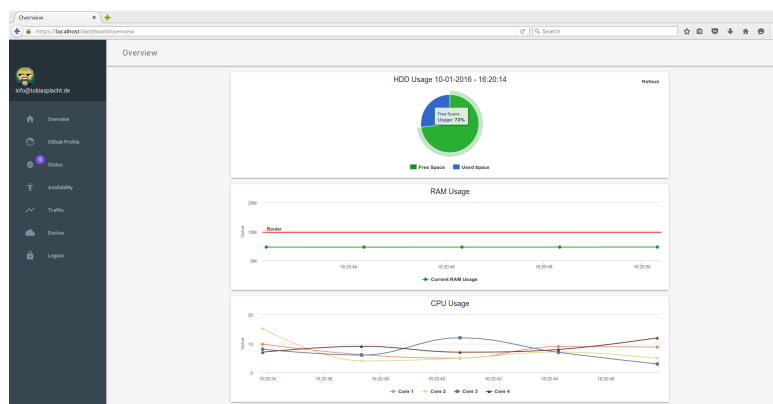 Overview
https://localhost/dashboard/overview
Search
info@tobiasplacht.de
Overview
Github Profile
0
Status
Availability
Traffic
Docker
Logout
Overview
HDD Usage 10-01-2016 - 16:20:14
Refresh
Free Space
Usage: 73%
Free Space Used Space
RAM Usage
20M
Value
Border
10M
0M
16:20:44 16:20:46 16:20:48 16:20:50
Current RAM Usage
CPU Usage
20
Value
10
0
16:20:34 16:20:36 16:20:38 16:20:40 16:20:42 16:20:44 16:20:46
Core 1 Core 2 Core 3 Core 4